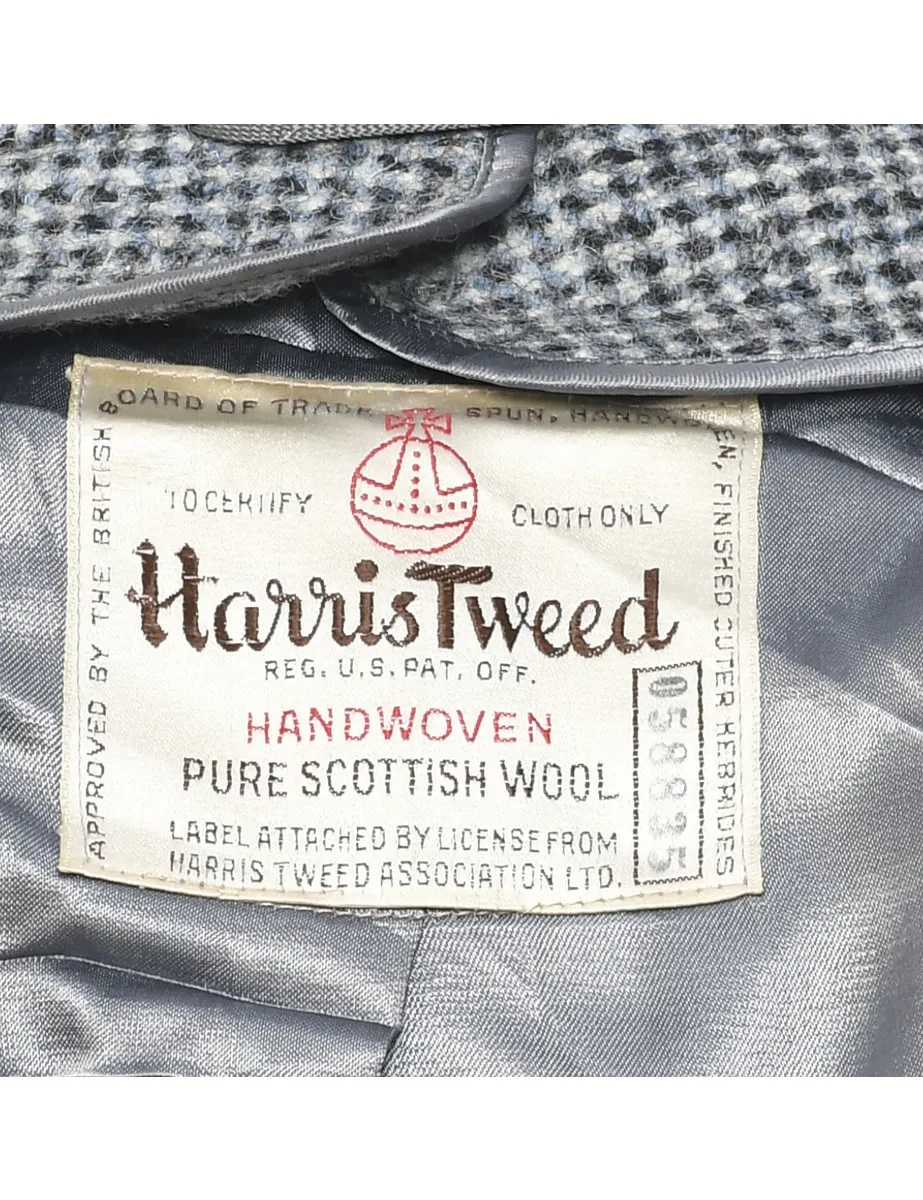 APPROVED BY THE BRITISH BOARD OF TRADE
SPUN, HANDWOVEN, FINISHED OUTER HEBRIDES
TO CERTIFY
CLOTH ONLY
Harris Tweed
REG. U.S. PAT. OFF.
HANDWOVEN
PURE SCOTTISH WOOL
LABEL ATTACHED BY LICENSE FROM
HARRIS TWEED ASSOCIATION LTD.
058835